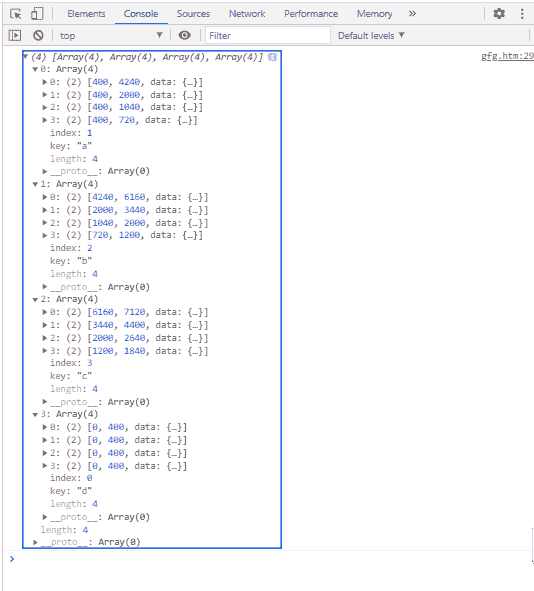 Elements Console Sources Network Performance Memory »
top Filter Default levels
(4) [Array(4), Array(4), Array(4), Array(4)] gfg.htm:29
0: Array(4)
0: (2) [400, 4240, data: {…}]
1: (2) [400, 2000, data: {…}]
2: (2) [400, 1040, data: {…}]
3: (2) [400, 720, data: {…}]
index: 1
key: "a"
length: 4
__proto__: Array(0)
1: Array(4)
0: (2) [4240, 6160, data: {…}]
1: (2) [2000, 3440, data: {…}]
2: (2) [1040, 2000, data: {…}]
3: (2) [720, 1200, data: {…}]
index: 2
key: "b"
length: 4
__proto__: Array(0)
2: Array(4)
0: (2) [6160, 7120, data: {…}]
1: (2) [3440, 4400, data: {…}]
2: (2) [2000, 2640, data: {…}]
3: (2) [1200, 1840, data: {…}]
index: 3
key: "c"
length: 4
__proto__: Array(0)
3: Array(4)
0: (2) [0, 400, data: {…}]
1: (2) [0, 400, data: {…}]
2: (2) [0, 400, data: {…}]
3: (2) [0, 400, data: {…}]
index: 0
key: "d"
length: 4
__proto__: Array(0)
length: 4
__proto__: Array(0)